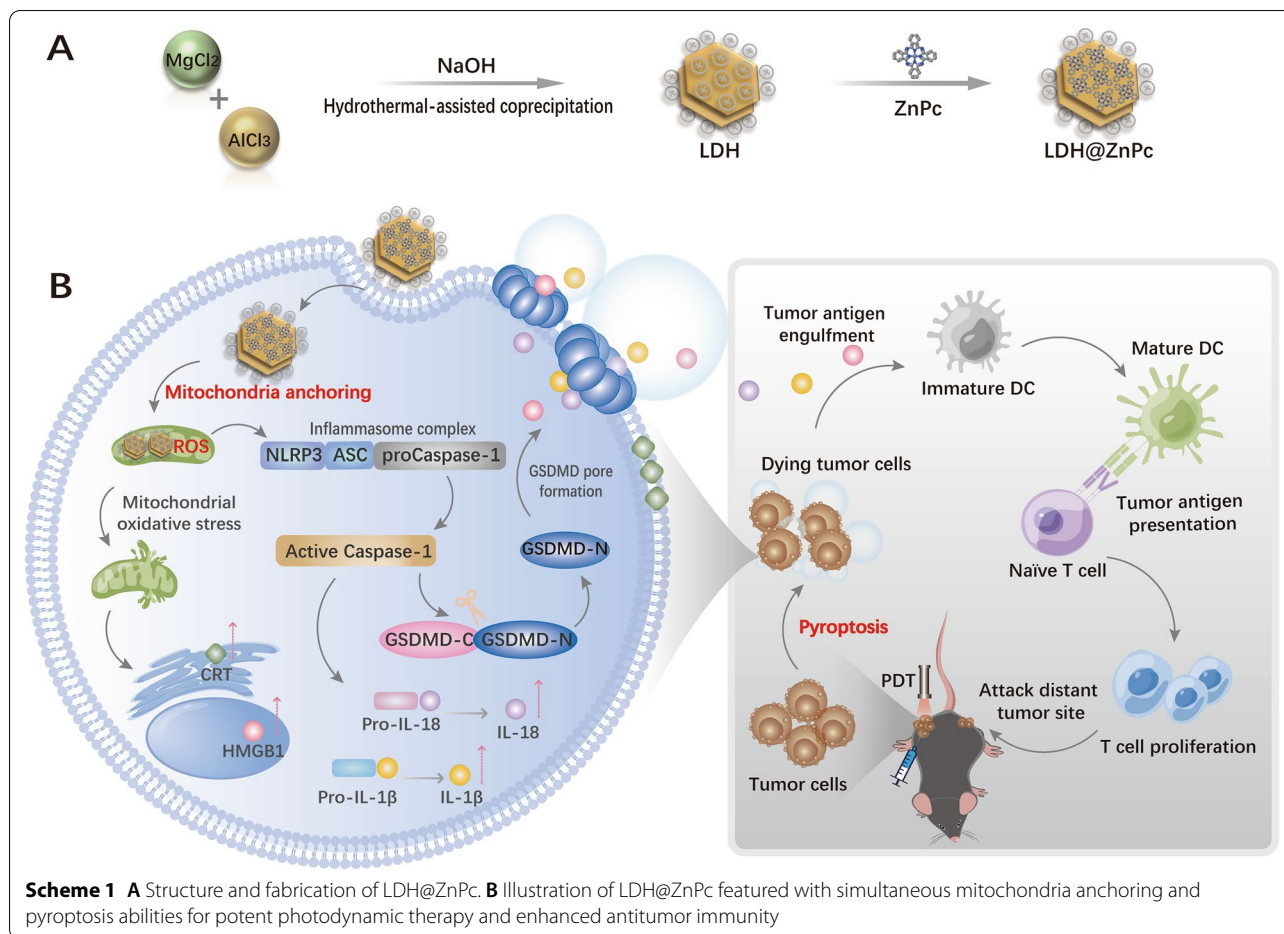 A
MgCl2
+
AlCl3
NaOH
Hydrothermal-assisted coprecipitation
LDH
ZnPc
LDH@ZnPc
B
Mitochondria anchoring
ROS
Inflammasome complex
NLRP3 ASC proCaspase-1
Mitochondrial
oxidative stress
Active Caspase-1
GSDMD pore
formation
GSDMD-N
GSDMD-C GSDMD-N
CRT
HMGB1
Pro-IL-18
IL-18
Pro-IL-1β
IL-1β
Tumor antigen
engulfment
Immature DC
Mature DC
Dying tumor cells
Tumor antigen
presentation
Naïve T cell
Pyroptosis
PDT
Attack distant
tumor site
T cell proliferation
Tumor cells
Scheme 1 A Structure and fabrication of LDH@ZnPc. B Illustration of LDH@ZnPc featured with simultaneous mitochondria anchoring and
pyroptosis abilities for potent photodynamic therapy and enhanced antitumor immunity